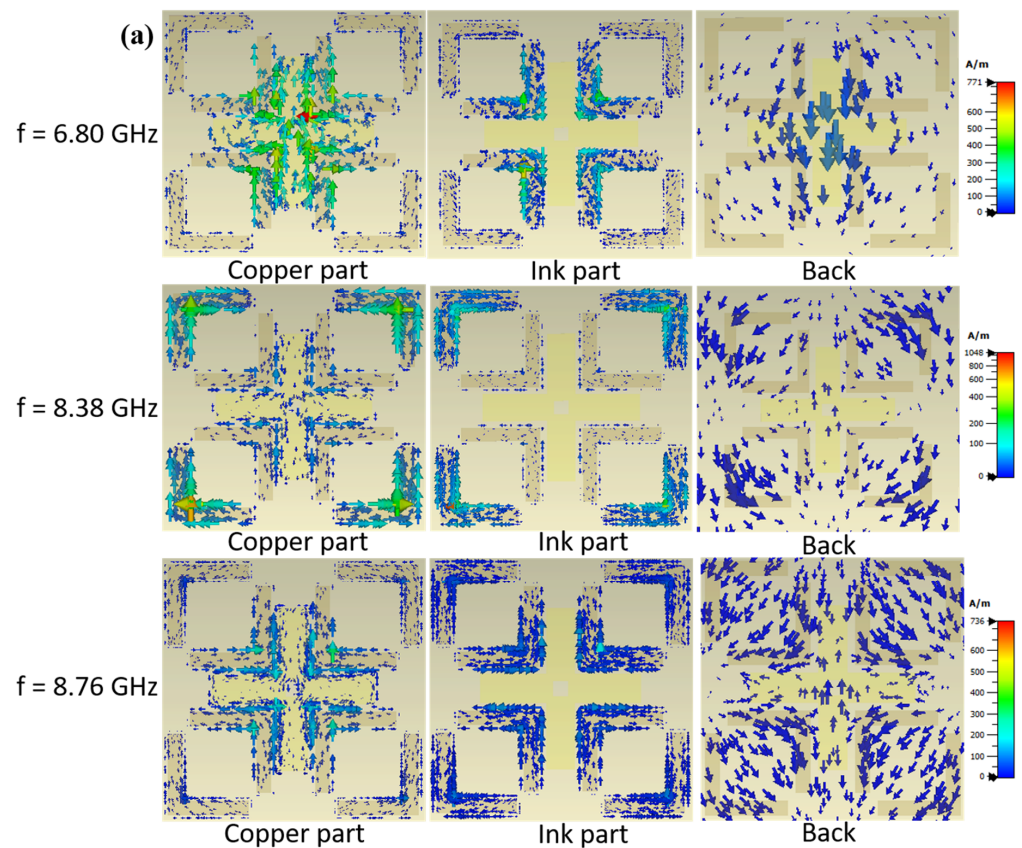 (a)
f = 6.80 GHz
A/m
771
600
500
400
300
200
100
0
Copper part
Ink part
Back
f = 8.38 GHz
A/m
1048
800
600
400
200
100
0
Copper part
Ink part
Back
f = 8.76 GHz
A/m
736
600
500
400
300
200
100
0
Copper part
Ink part
Back